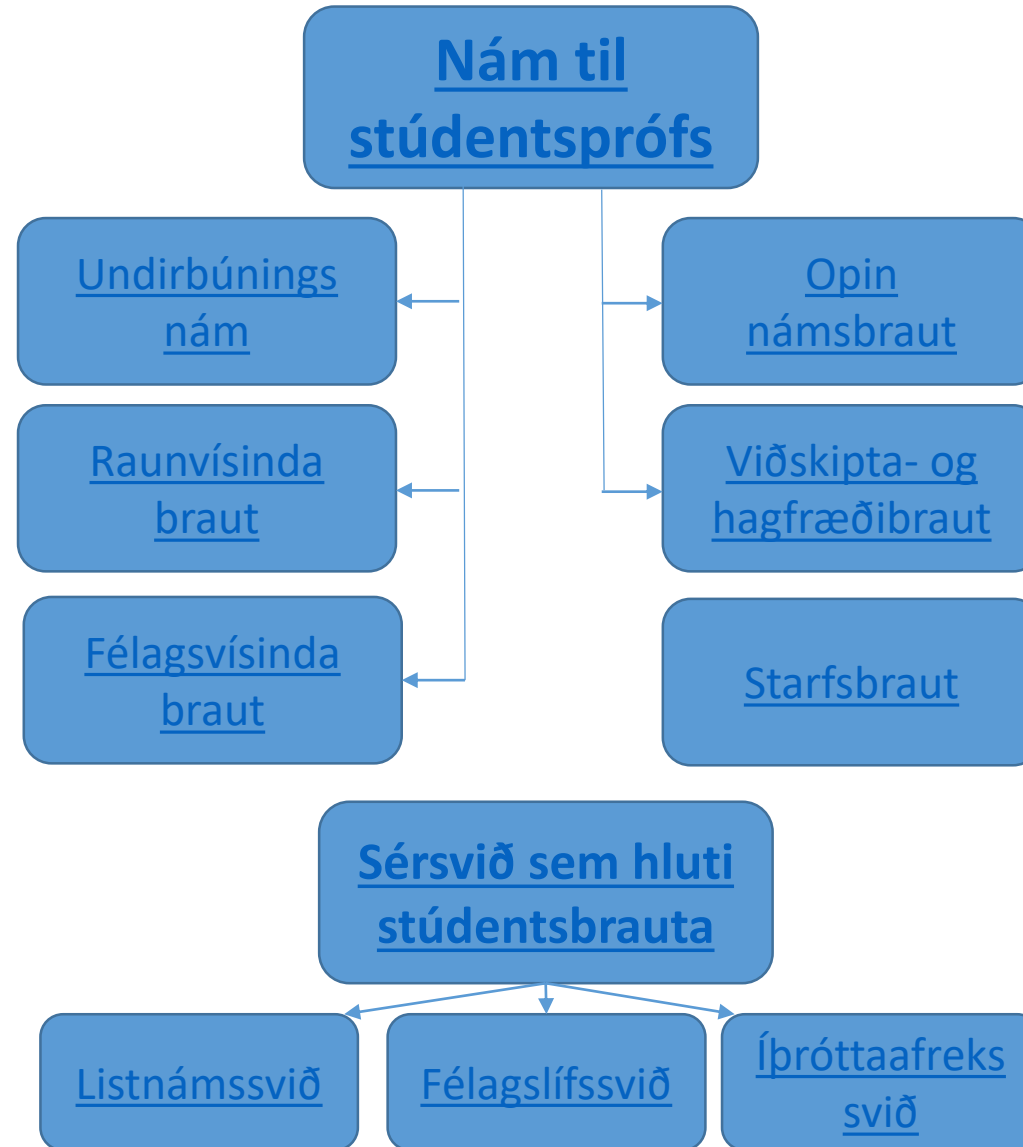 Nám til
stúdentsprófs
Undirbúnings
nám
Opin
námsbraut
Raunvísinda
braut
Viðskipta- og
hagfræðibraut
Félagsvísinda
braut
Starfsbraut
Sérsvið sem hluti
stúdentsbrauta
Listnámssvið
Félagslífssvið
Íþróttaafreks
svið